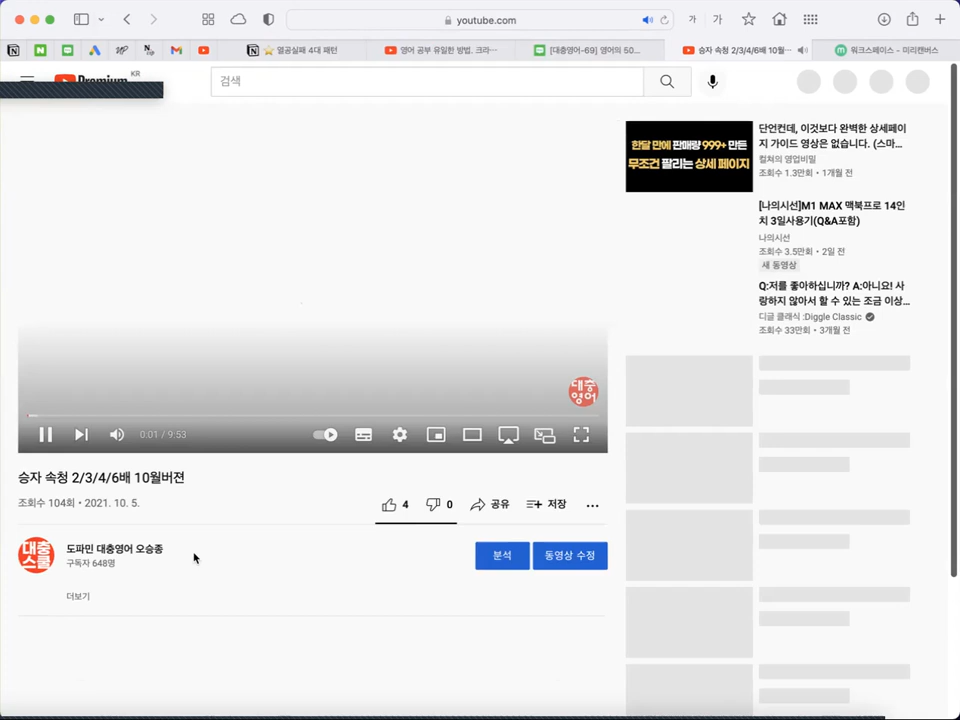 youtube.com
가 가
열공실패 4대 패턴
영어 공부 유일한 방법. 크라…
[대충영어-69] 영어의 50…
승자 속청 2/3/4/6배 10월…
워크스페이스 - 미리캔버스
Premium KR
검색
한달 만에 판매량 999+ 만든
무조건 팔리는 상세 페이지
단언컨데, 이것보다 완벽한 상세페이
지 가이드 영상은 없습니다. (스마…
컬쳐의 영업비밀
조회수 1.3만회 • 1개월 전
[나의시선]M1 MAX 맥북프로 14인
치 3일사용기(Q&A포함)
나의시선
조회수 3.5만회 • 2일 전
새 동영상
Q:저를 좋아하십니까? A:아니요! 사
랑하지 않아서 할 수 있는 조금 이상…
디글 클래식 :Diggle Classic
조회수 33만회 • 3개월 전
대충
영어
0:01 / 9:53
승자 속청 2/3/4/6배 10월버젼
조회수 104회 • 2021. 10. 5.
4 0 공유 저장
대충
스쿨
도파민 대충영어 오승종
구독자 648명
분석 동영상 수정
더보기